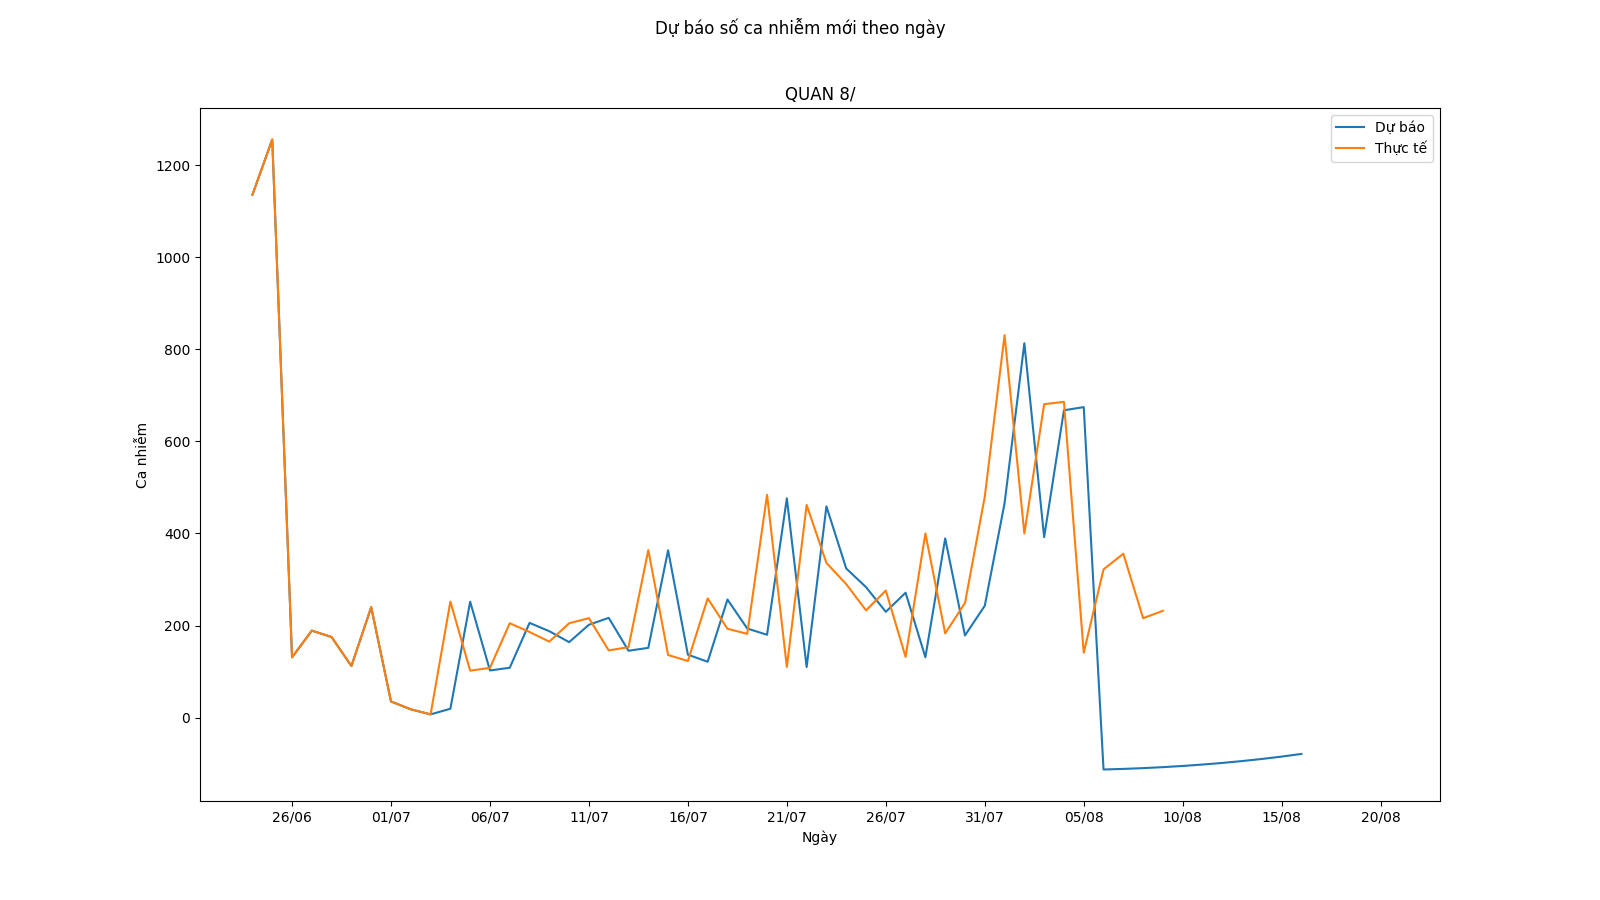 Dự báo số ca nhiễm mới theo ngày
QUAN 8/
Dự báo
Thực tế
1200
1000
800
600
400
200
0
Ca nhiễm
26/06 01/07 06/07 11/07 16/07 21/07 26/07 31/07 05/08 10/08 15/08 20/08
Ngày